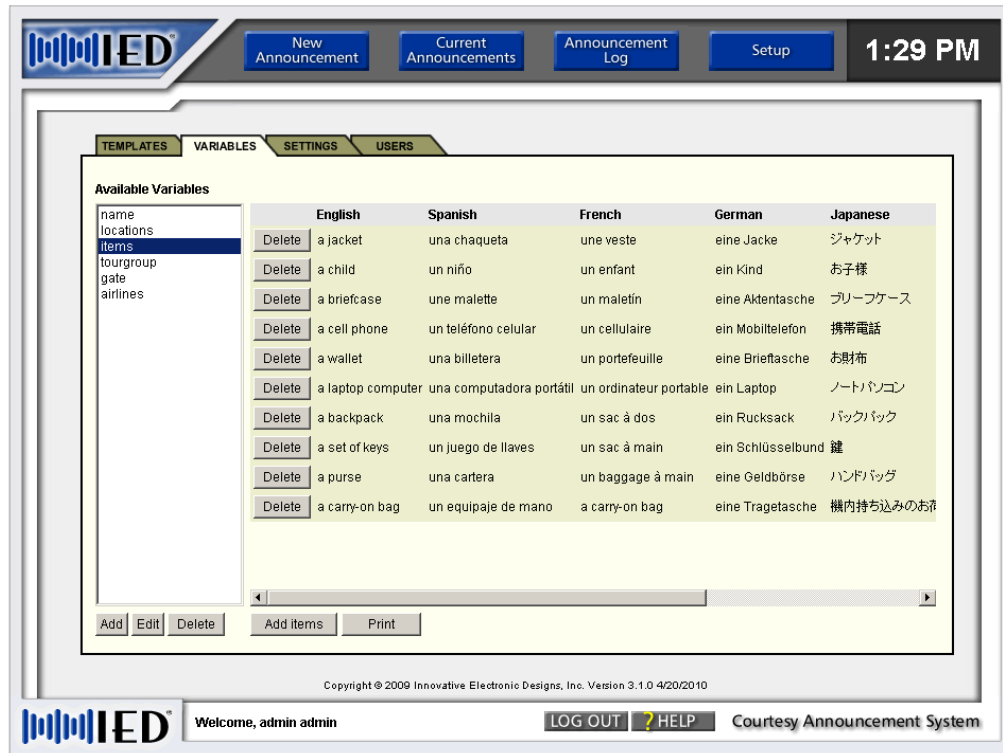 IED®
New Announcement
Current Announcements
Announcement Log
Setup
1:29 PM
TEMPLATES VARIABLES SETTINGS USERS
Available Variables
name
locations
items
tourgroup
gate
airlines
English Spanish French German Japanese
Delete a jacket una chaqueta une veste eine Jacke ジャケット
Delete a child un niño un enfant ein Kind お子様
Delete a briefcase une malette un maletín eine Aktentasche ブリーフケース
Delete a cell phone un teléfono celular un cellulaire ein Mobiltelefon 携帯電話
Delete a wallet una billetera un portefeuille eine Brieftasche お財布
Delete a laptop computer una computadora portátil un ordinateur portable ein Laptop ノートパソコン
Delete a backpack una mochila un sac à dos ein Rucksack バックパック
Delete a set of keys un juego de llaves un sac à main ein Schlüsselbund 鍵
Delete a purse una cartera un baggage à main eine Geldbörse ハンドバッグ
Delete a carry-on bag un equipaje de mano a carry-on bag eine Tragetasche 機内持ち込みのお荷
Add Edit Delete Add items Print
Copyright © 2009 Innovative Electronic Designs, Inc. Version 3.1.0 4/20/2010
IED® Welcome, admin admin LOG OUT ? HELP Courtesy Announcement System